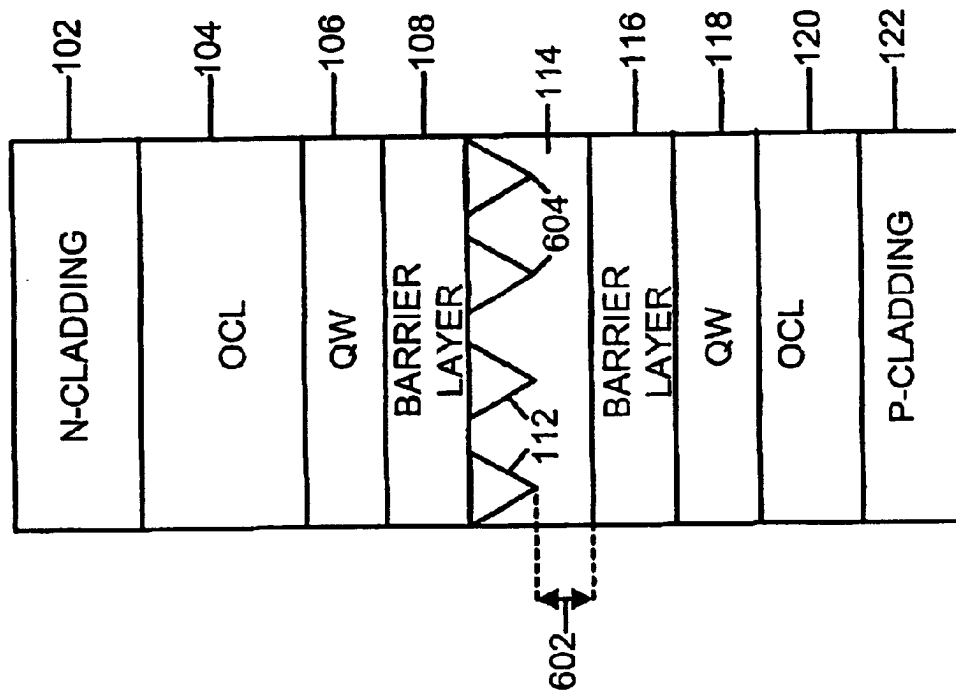 N-CLADDING
102
OCL
104
QW
106
BARRIER
LAYER
108
112
604
114
602
BARRIER
LAYER
116
QW
118
OCL
120
P-CLADDING
122